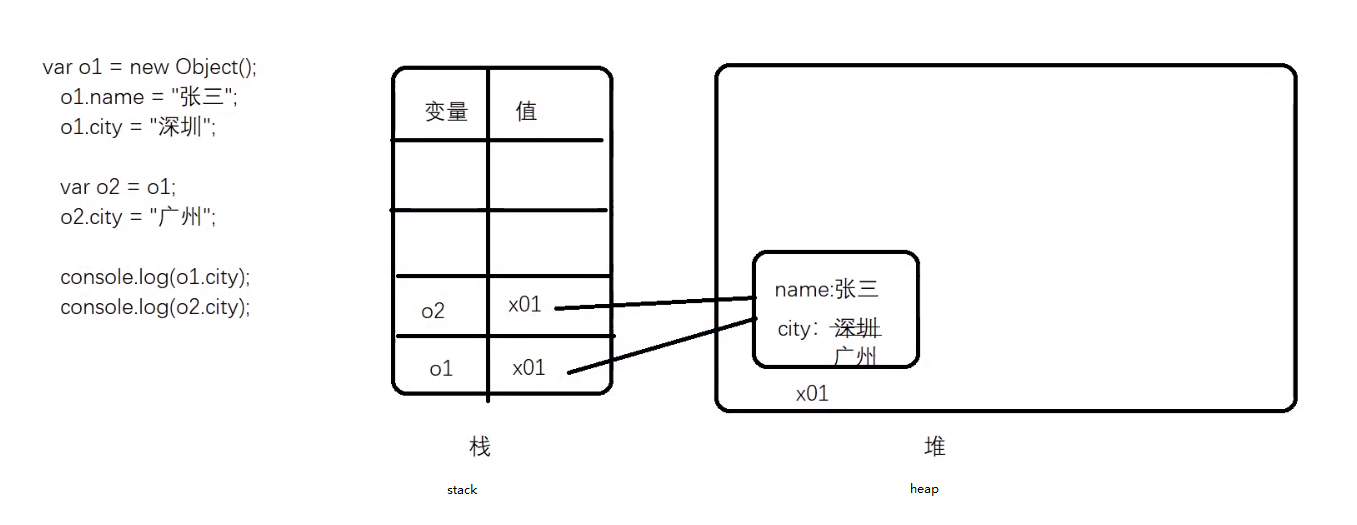 var o1 = new Object();
o1.name = "张三";
o1.city = "深圳";
var o2 = o1;
o2.city = "广州";
console.log(o1.city);
console.log(o2.city);
变量 值
o2 x01
o1 x01
栈
stack
name:张三
city: 深圳
广州
x01
堆
heap